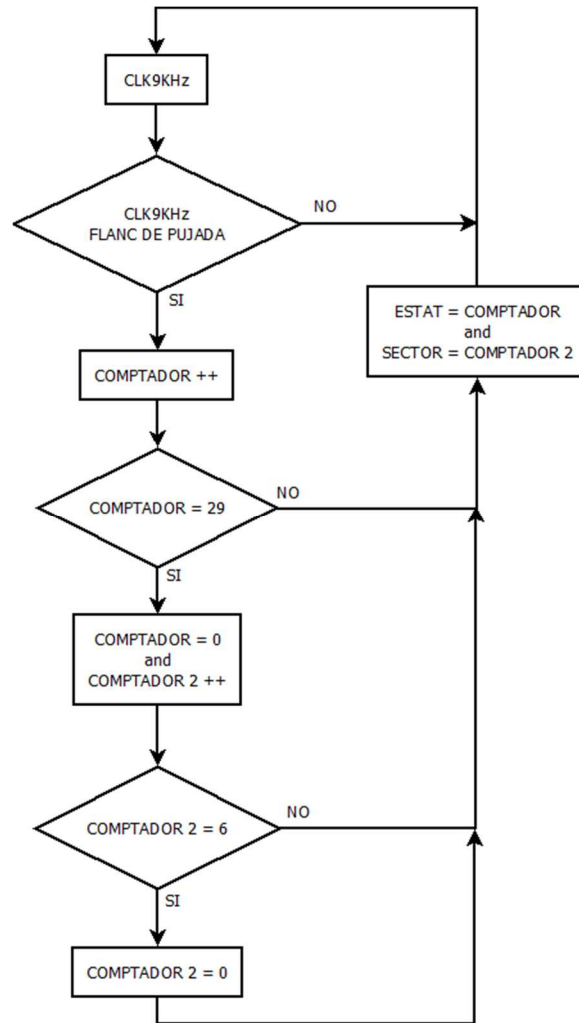 CLK9KHz
CLK9KHz
FLANC DE PUJADA
NO
SI
ESTAT = COMPTADOR
and
SECTOR = COMPTADOR 2
COMPTADOR ++
COMPTADOR = 29
NO
SI
COMPTADOR = 0
and
COMPTADOR 2 ++
COMPTADOR 2 = 6
NO
SI
COMPTADOR 2 = 0